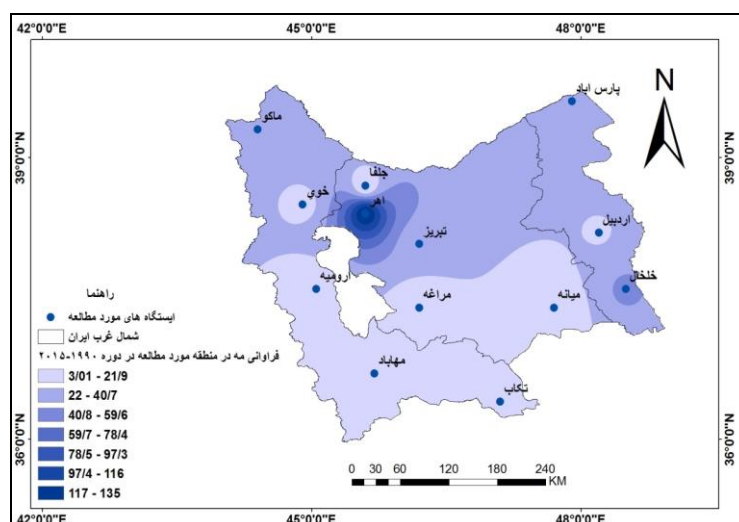 42°0'0"E 45°0'0"E 48°0'0"E
N
پارس اباد
ماکو
39°0'0"N 39°0'0"N
جلفا
خوي
اهر
اردبیل
تبریز
خلخال
ارومیه
راهنما
مراغه
میانه
ایستگاه های مورد مطالعه
شمال غرب ایران
فراوانی مه در منطقه مورد مطالعه در دوره ۱۹۹۰-۲۰۱۵
مهاباد
3/01 - 21/9
تکاب
22 - 40/7
40/8 - 59/6
36°0'0"N 36°0'0"N
59/7 - 78/4
78/5 - 97/3
97/4 - 116
0 30 60 120 180 240
KM
117 - 135
42°0'0"E 45°0'0"E 48°0'0"E